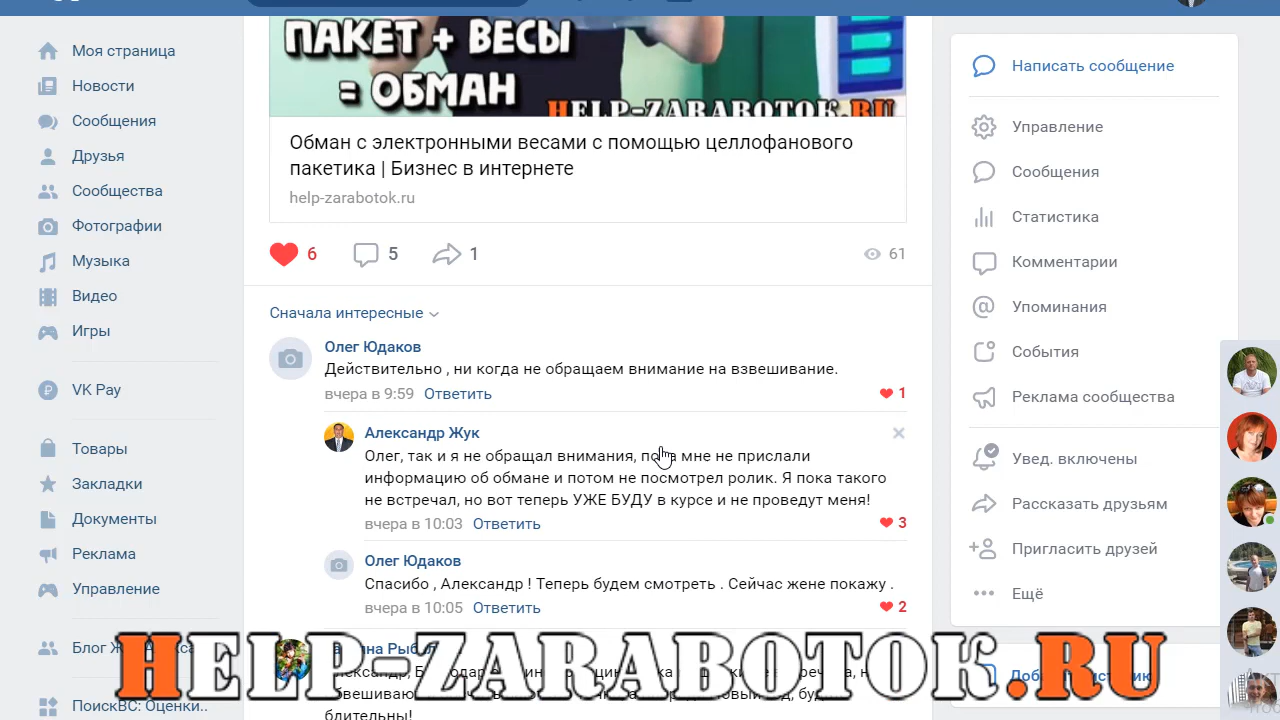 ПАКЕТ + ВЕСЫ
= ОБМАН
HELP-ZARABOTOK.RU
Обман с электронными весами с помощью целлофанового
пакетика | Бизнес в интернете
help-zarabotok.ru
6
5
1
61
Сначала интересные
Олег Юдаков
Действительно , ни когда не обращаем внимание на взвешивание.
вчера в 9:59 Ответить
1
Александр Жук
Олег, так и я не обращал внимания, мне не прислали
информацию об обмане и потом не посмотрел ролик. Я пока такого
не встречал, но вот теперь УЖЕ БУДУ в курсе и не проведут меня!
вчера в 10:03 Ответить
3
Олег Юдаков
Спасибо , Александр ! Теперь будем смотреть . Сейчас жене покажу .
вчера в 10:05 Ответить
2
бдительны!
Моя страница
Новости
Сообщения
Друзья
Сообщества
Фотографии
Музыка
Видео
Игры
VK Pay
Товары
Закладки
Документы
Реклама
Управление
Блог
ПоискВС: Оценки..
Написать сообщение
Управление
Сообщения
Статистика
Комментарии
Упоминания
События
Реклама сообщества
Увед. включены
Рассказать друзьям
Пригласить друзей
Ещё
HELP-ZARABOTOK.RU